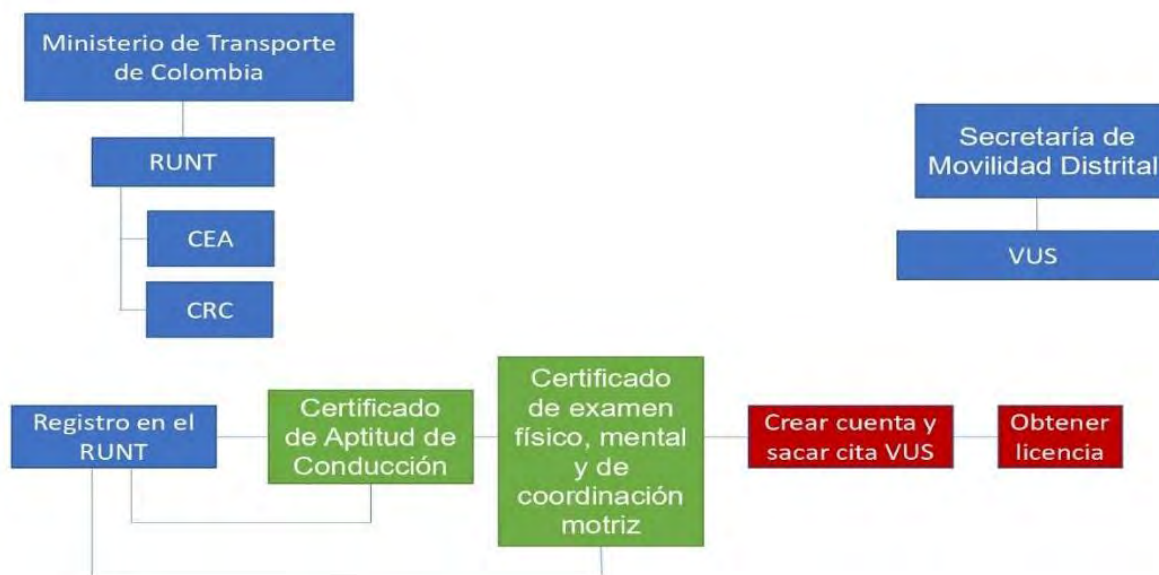 Ministerio de Transporte
de Colombia
RUNT
CEA
CRC
Secretaría de
Movilidad Distrital
VUS
Registro en el
RUNT
Certificado
de Aptitud de
Conducción
Certificado
de examen
físico, mental
y de
coordinación
motriz
Crear cuenta y
sacar cita VUS
Obtener
licencia